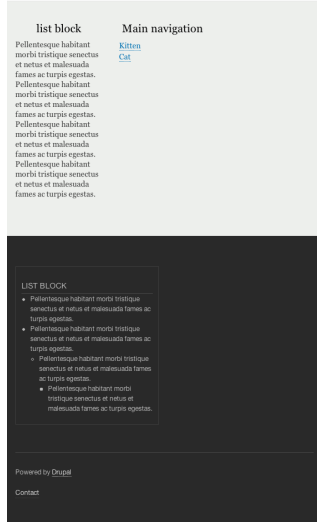 list block
Pellentesque habitant
morbi tristique senectus
et netus et malesuada
fames ac turpis egestas.
Pellentesque habitant
morbi tristique senectus
et netus et malesuada
fames ac turpis egestas.
Pellentesque habitant
morbi tristique senectus
et netus et malesuada
fames ac turpis egestas.
Pellentesque habitant
morbi tristique senectus
et netus et malesuada
fames ac turpis egestas.
Main navigation
Kitten
Cat
LIST BLOCK
Pellentesque habitant morbi tristique
senectus et netus et malesuada fames ac
turpis egestas.
Pellentesque habitant morbi tristique
senectus et netus et malesuada fames ac
turpis egestas.
Pellentesque habitant morbi tristique
senectus et netus et malesuada fames
ac turpis egestas.
Pellentesque habitant morbi
tristique senectus et netus et
malesuada fames ac turpis egestas.
Powered by Drupal
Contact